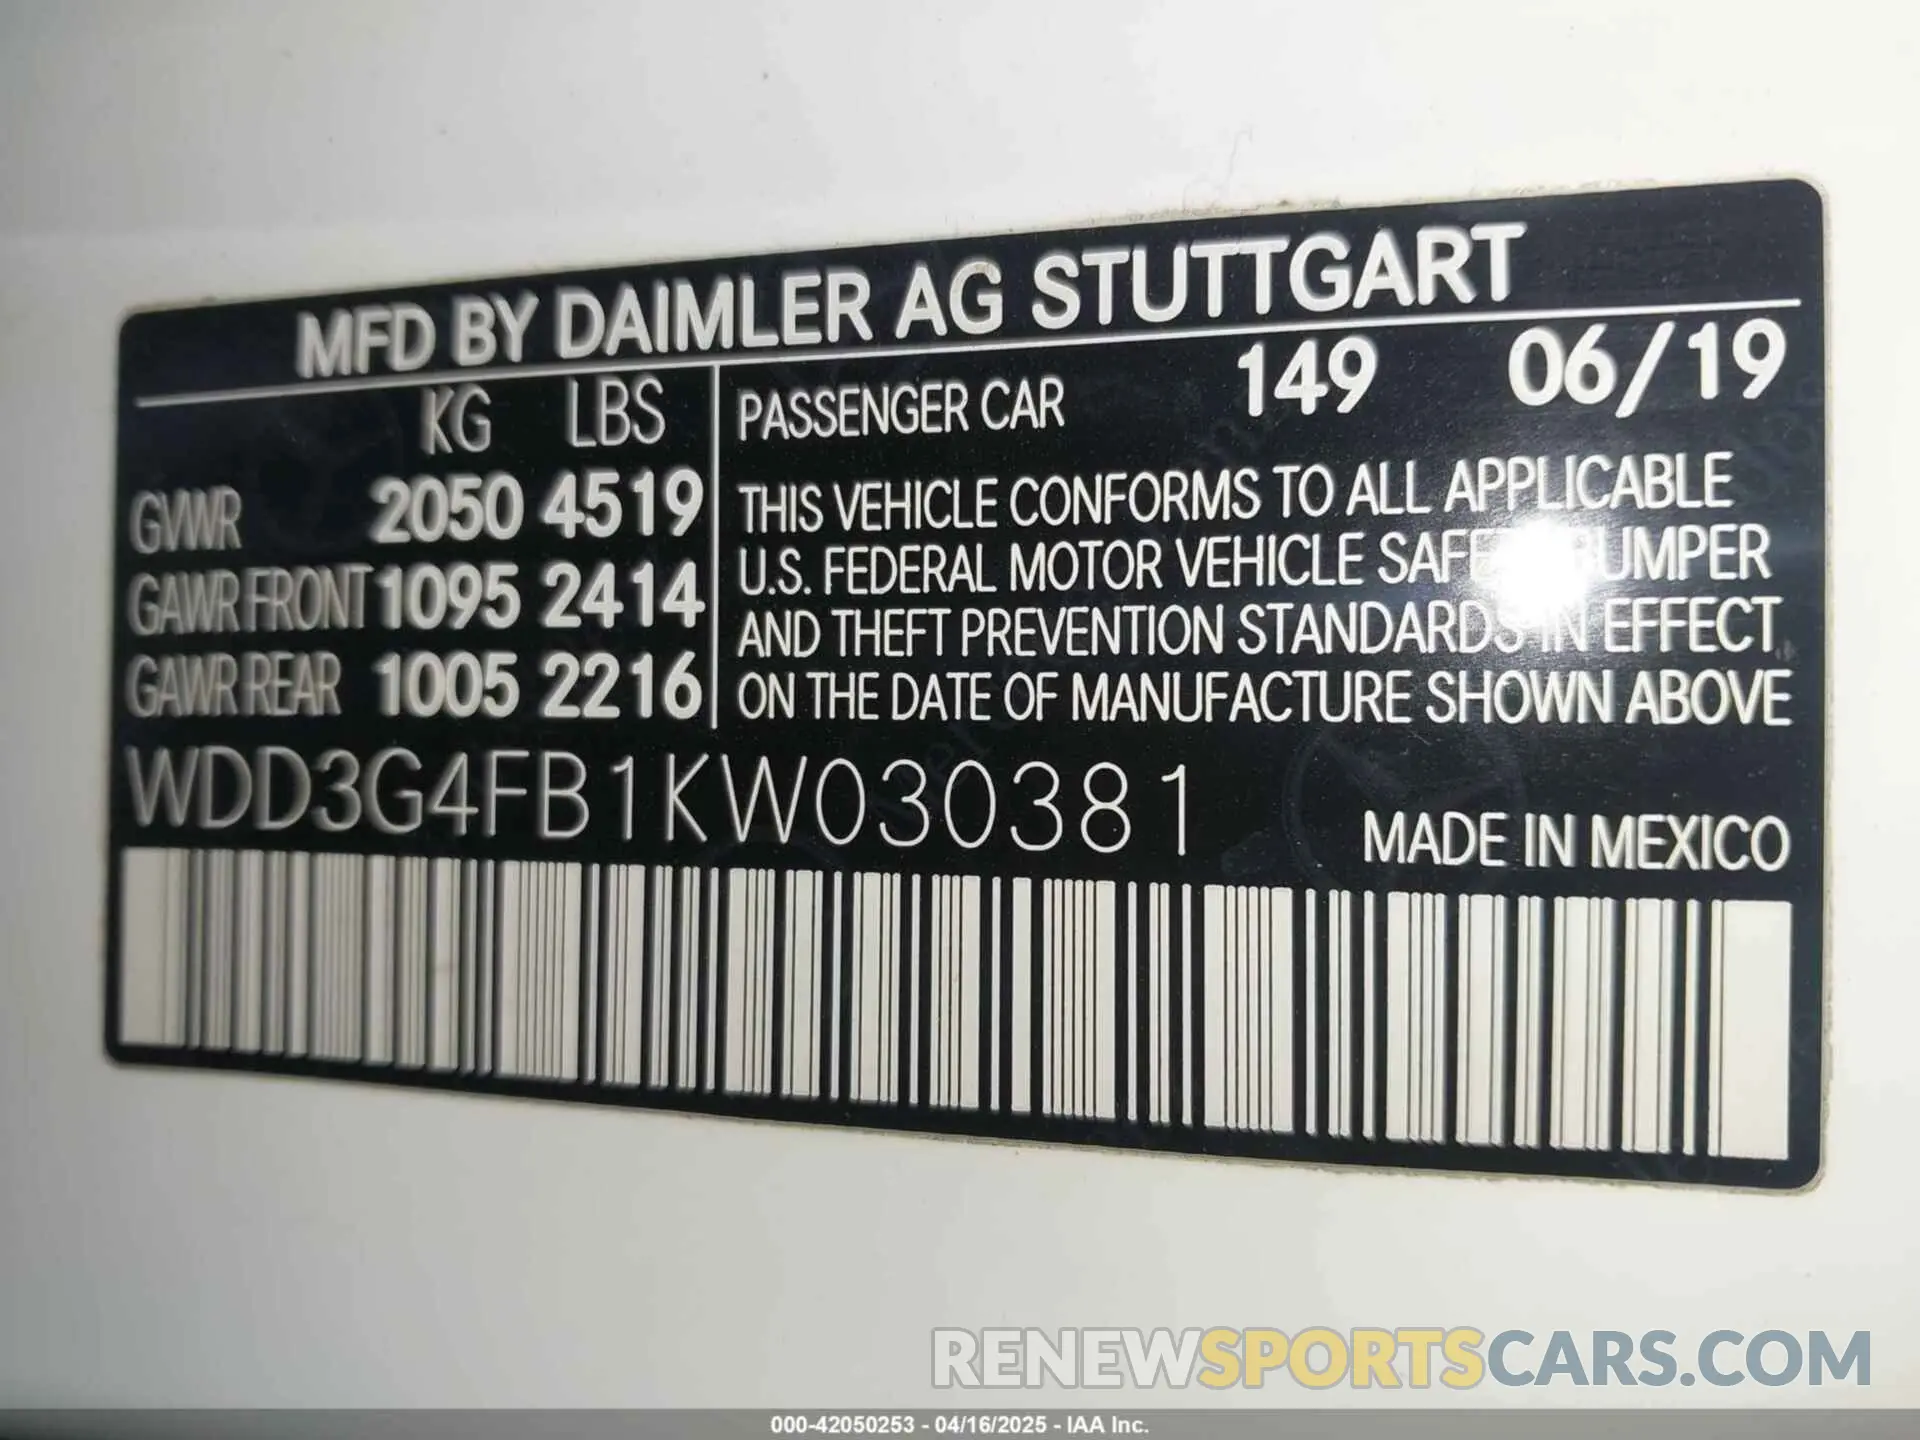 MFD BY DAIMLER AG STUTTGART
KG LBS
GVWR 2050 4519
GAWR FRONT 1095 2414
GAWR REAR 1005 2216
PASSENGER CAR 149 06/19
THIS VEHICLE CONFORMS TO ALL APPLICABLE
U.S. FEDERAL MOTOR VEHICLE
AND THEFT PREVENTION STANDARDS IN EFFECT
ON THE DATE OF MANUFACTURE SHOWN ABOVE
WDD3G4FB1KW030381
MADE IN MEXICO
RENEWSPORTSCARS.COM
000-42050253 - 04/16/2025 - IAA Inc.